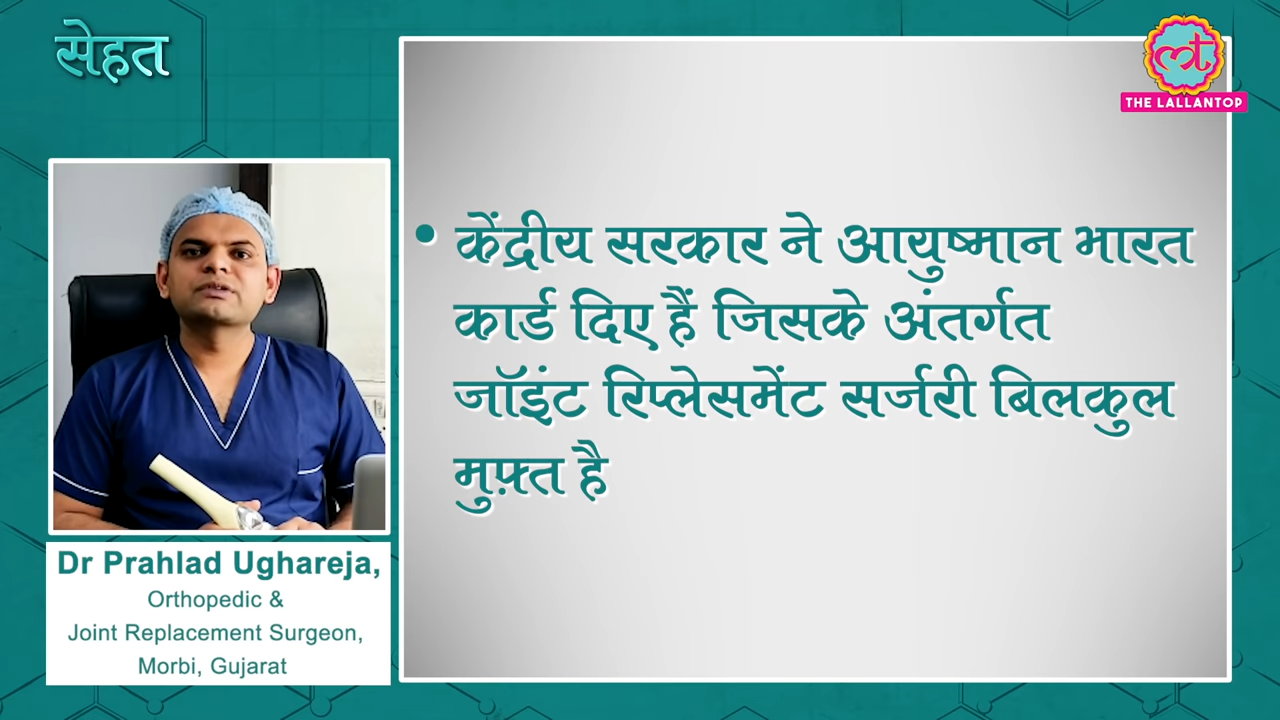 सेहत
lt
THE LALLANTOP
• केंद्रीय सरकार ने आयुष्मान भारत
कार्ड दिए हैं जिसके अंतर्गत
जॉइंट रिप्लेसमेंट सर्जरी बिलकुल
मुफ़्त है
Dr Prahlad Ughareja,
Orthopedic &
Joint Replacement Surgeon,
Morbi, Gujarat